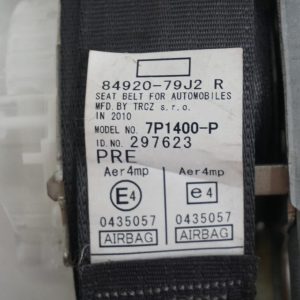 84920-79J2 R
SEAT BELT FOR AUTOMOBILES
MFD. BY TRCZ s.r.o.
IN 2010
MODEL NO. 7P1400-P
ID.NO. 297623
PRE
Aer4mp Aer4mp
E4 e4
0435057 0435057
AIRBAG AIRBAG